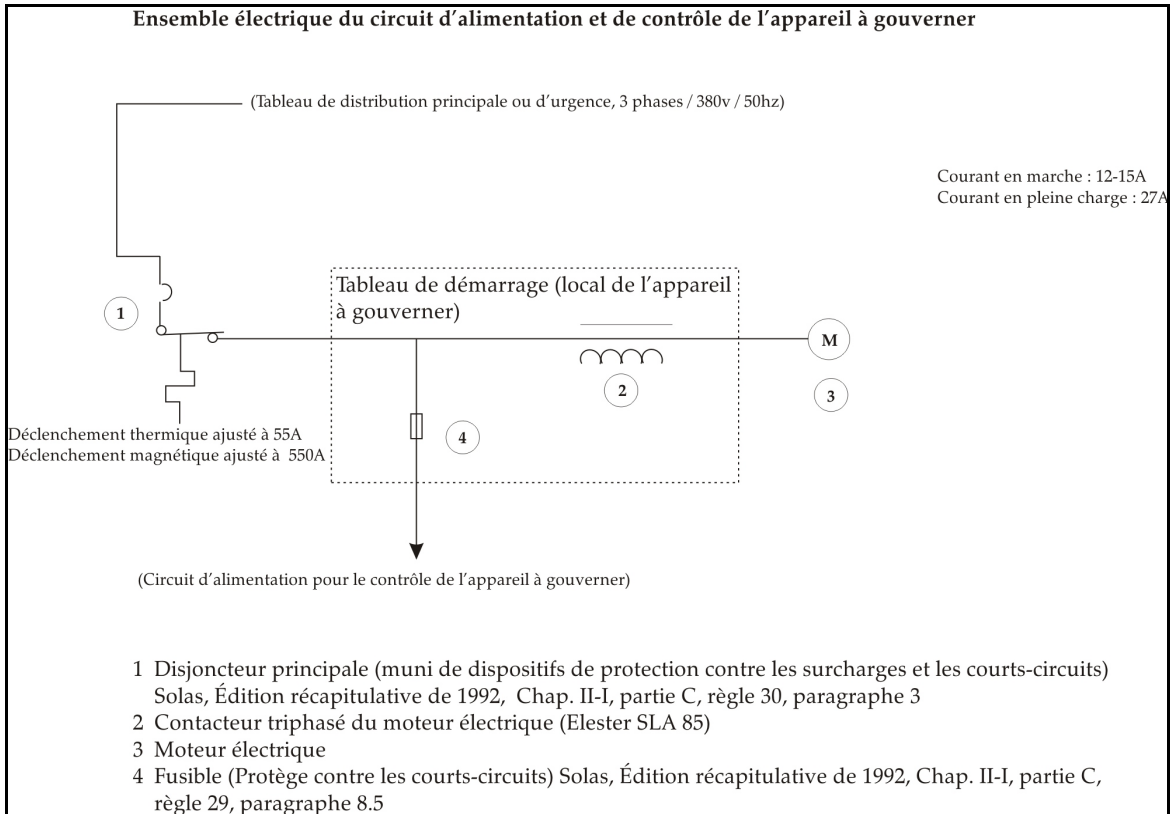 Ensemble électrique du circuit d'alimentation et de contrôle de l'appareil à gouverner
(Tableau de distribution principale ou d'urgence, 3 phases / 380v / 50hz)
Courant en marche : 12-15A
Courant en pleine charge : 27A
Tableau de démarrage (local de l'appareil
à gouverner)
1
M
2
3
4
Déclenchement thermique ajusté à 55A
Déclenchement magnétique ajusté à 550A
(Circuit d'alimentation pour le contrôle de l'appareil à gouverner)
1 Disjoncteur principale (muni de dispositifs de protection contre les surcharges et les courts-circuits)
Solas, Édition récapitulative de 1992, Chap. II-I, partie C, règle 30, paragraphe 3
2 Contacteur triphasé du moteur électrique (Elester SLA 85)
3 Moteur électrique
4 Fusible (Protège contre les courts-circuits) Solas, Édition récapitulative de 1992, Chap. II-I, partie C,
règle 29, paragraphe 8.5